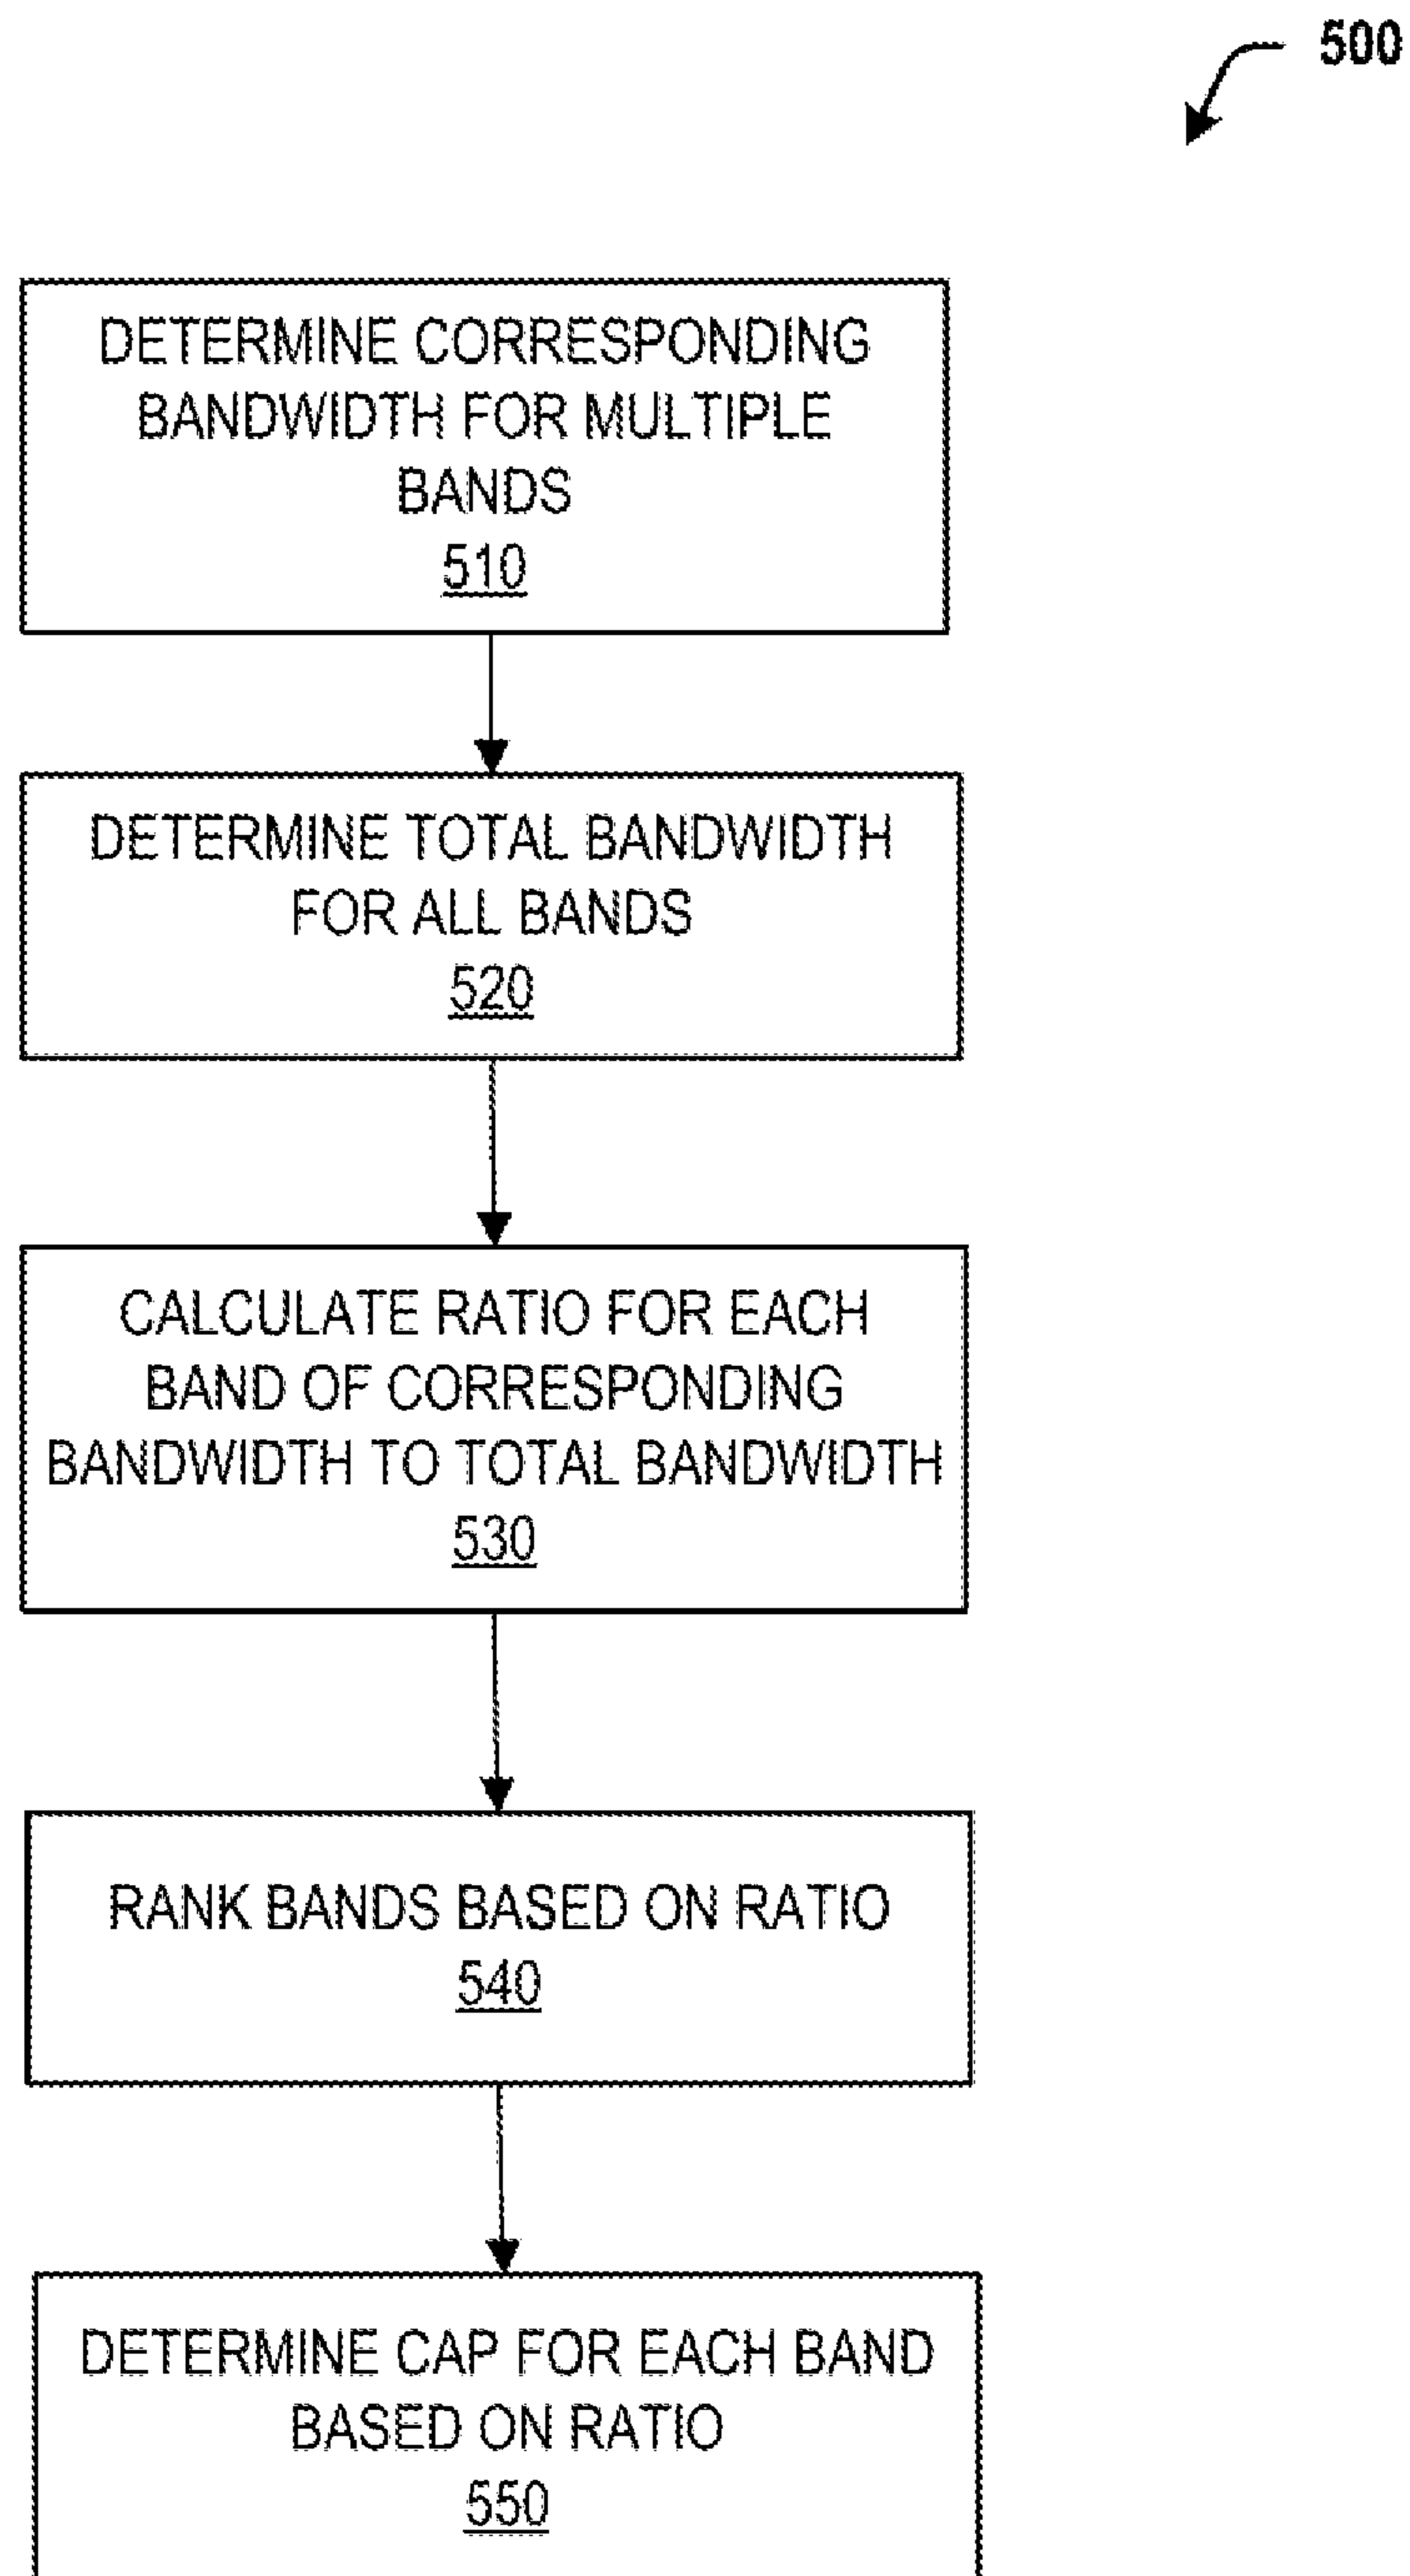 500
DETERMINE CORRESPONDING
BANDWIDTH FOR MULTIPLE
BANDS
510
DETERMINE TOTAL BANDWIDTH
FOR ALL BANDS
520
CALCULATE RATIO FOR EACH
BAND OF CORRESPONDING
BANDWIDTH TO TOTAL BANDWIDTH
530
RANK BANDS BASED ON RATIO
540
DETERMINE CAP FOR EACH BAND
BASED ON RATIO
550